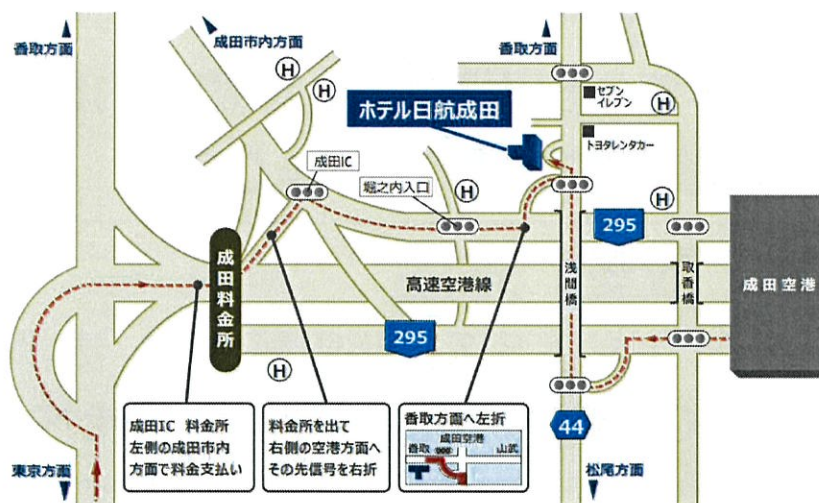 香取方面
成田市内方面
香取方面
H
H
H
セブン
イレブン
H
ホテル日航成田
トヨタレンタカー
成田IC
堀之内入口
H
H
295
成田料金所
高速空港線
浅間橋
取香橋
成田空港
295
H
成田IC 料金所
左側の成田市内
方面で料金支払い
料金所を出て
右側の空港方面へ
その先信号を右折
香取方面へ左折
成田空港
香取
山武
44
東京方面
松尾方面